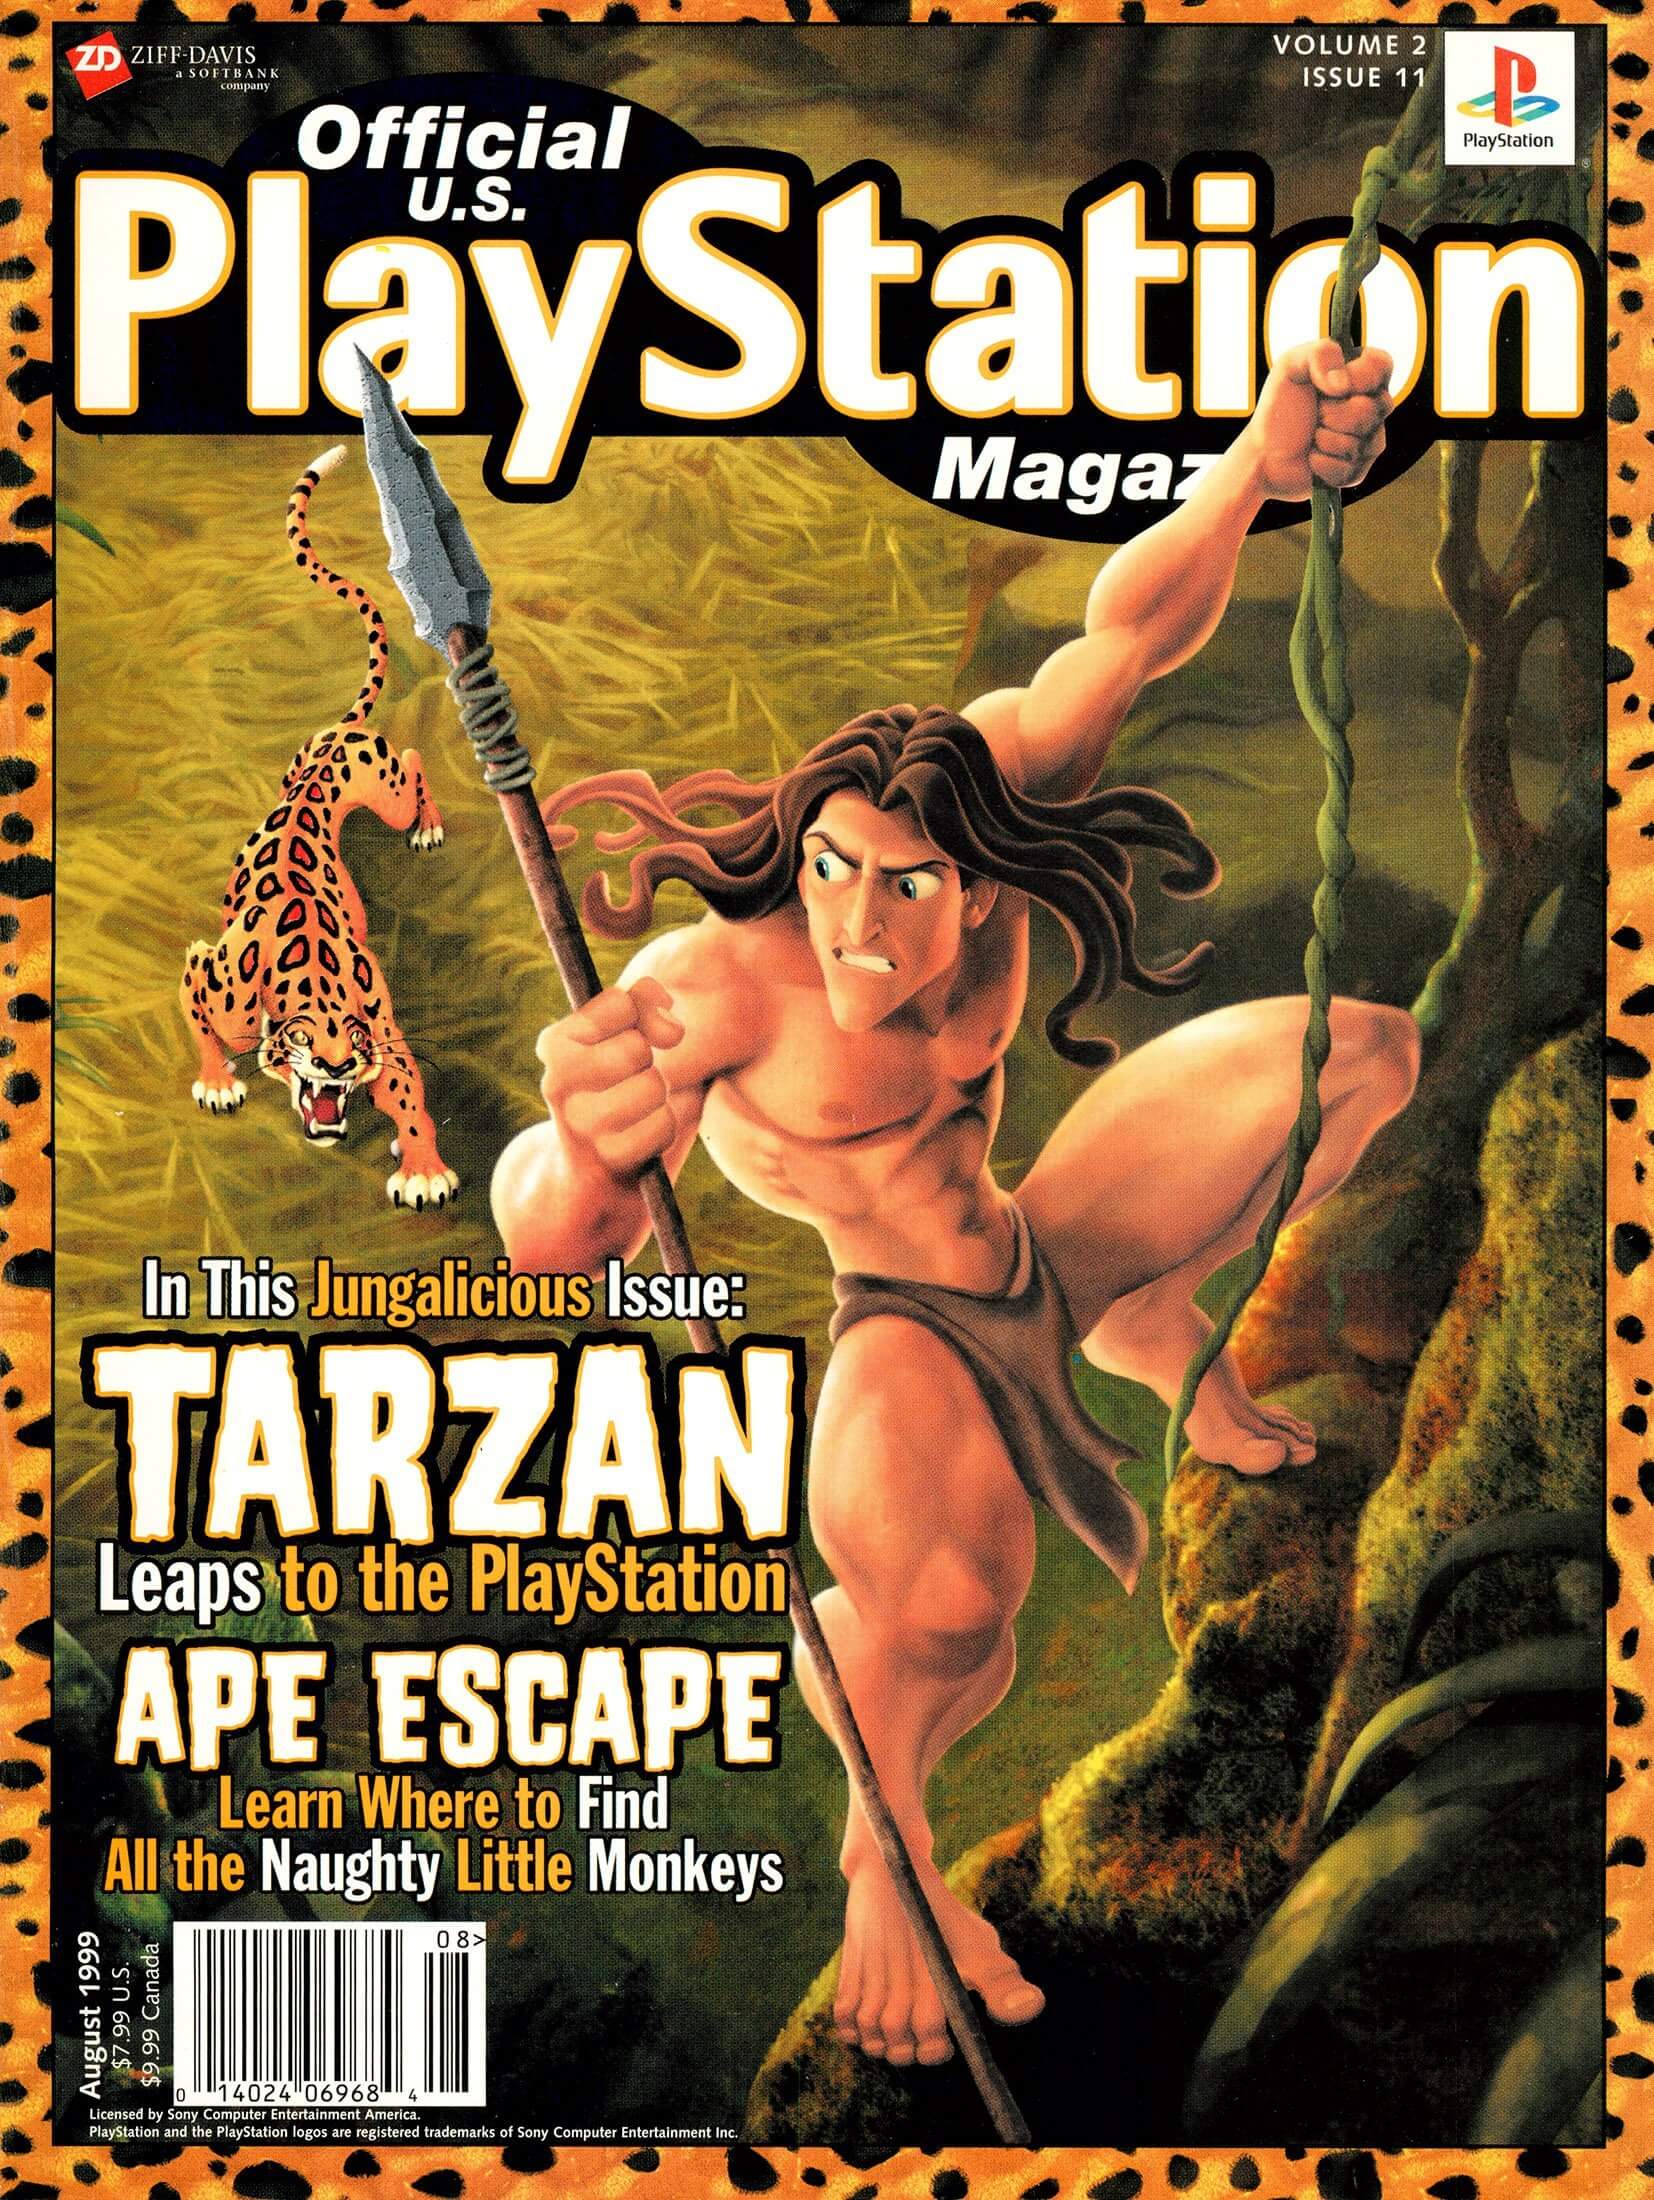 ZD ZIFF-DAVIS
a SOFTBANK
company
VOLUME 2
ISSUE 11
PlayStation
Official
U.S.
PlayStation
Magaz
In This Jungalicious Issue:
TARZAN
Leaps to the PlayStation
APE ESCAPE
Learn Where to Find
All the Naughty Little Monkeys
August 1999
$7.99 U.S.
$9.99 Canada
08>
0 14024 06968 4
Licensed by Sony Computer Entertainment America.
PlayStation and the PlayStation logos are registered trademarks of Sony Computer Entertainment Inc.